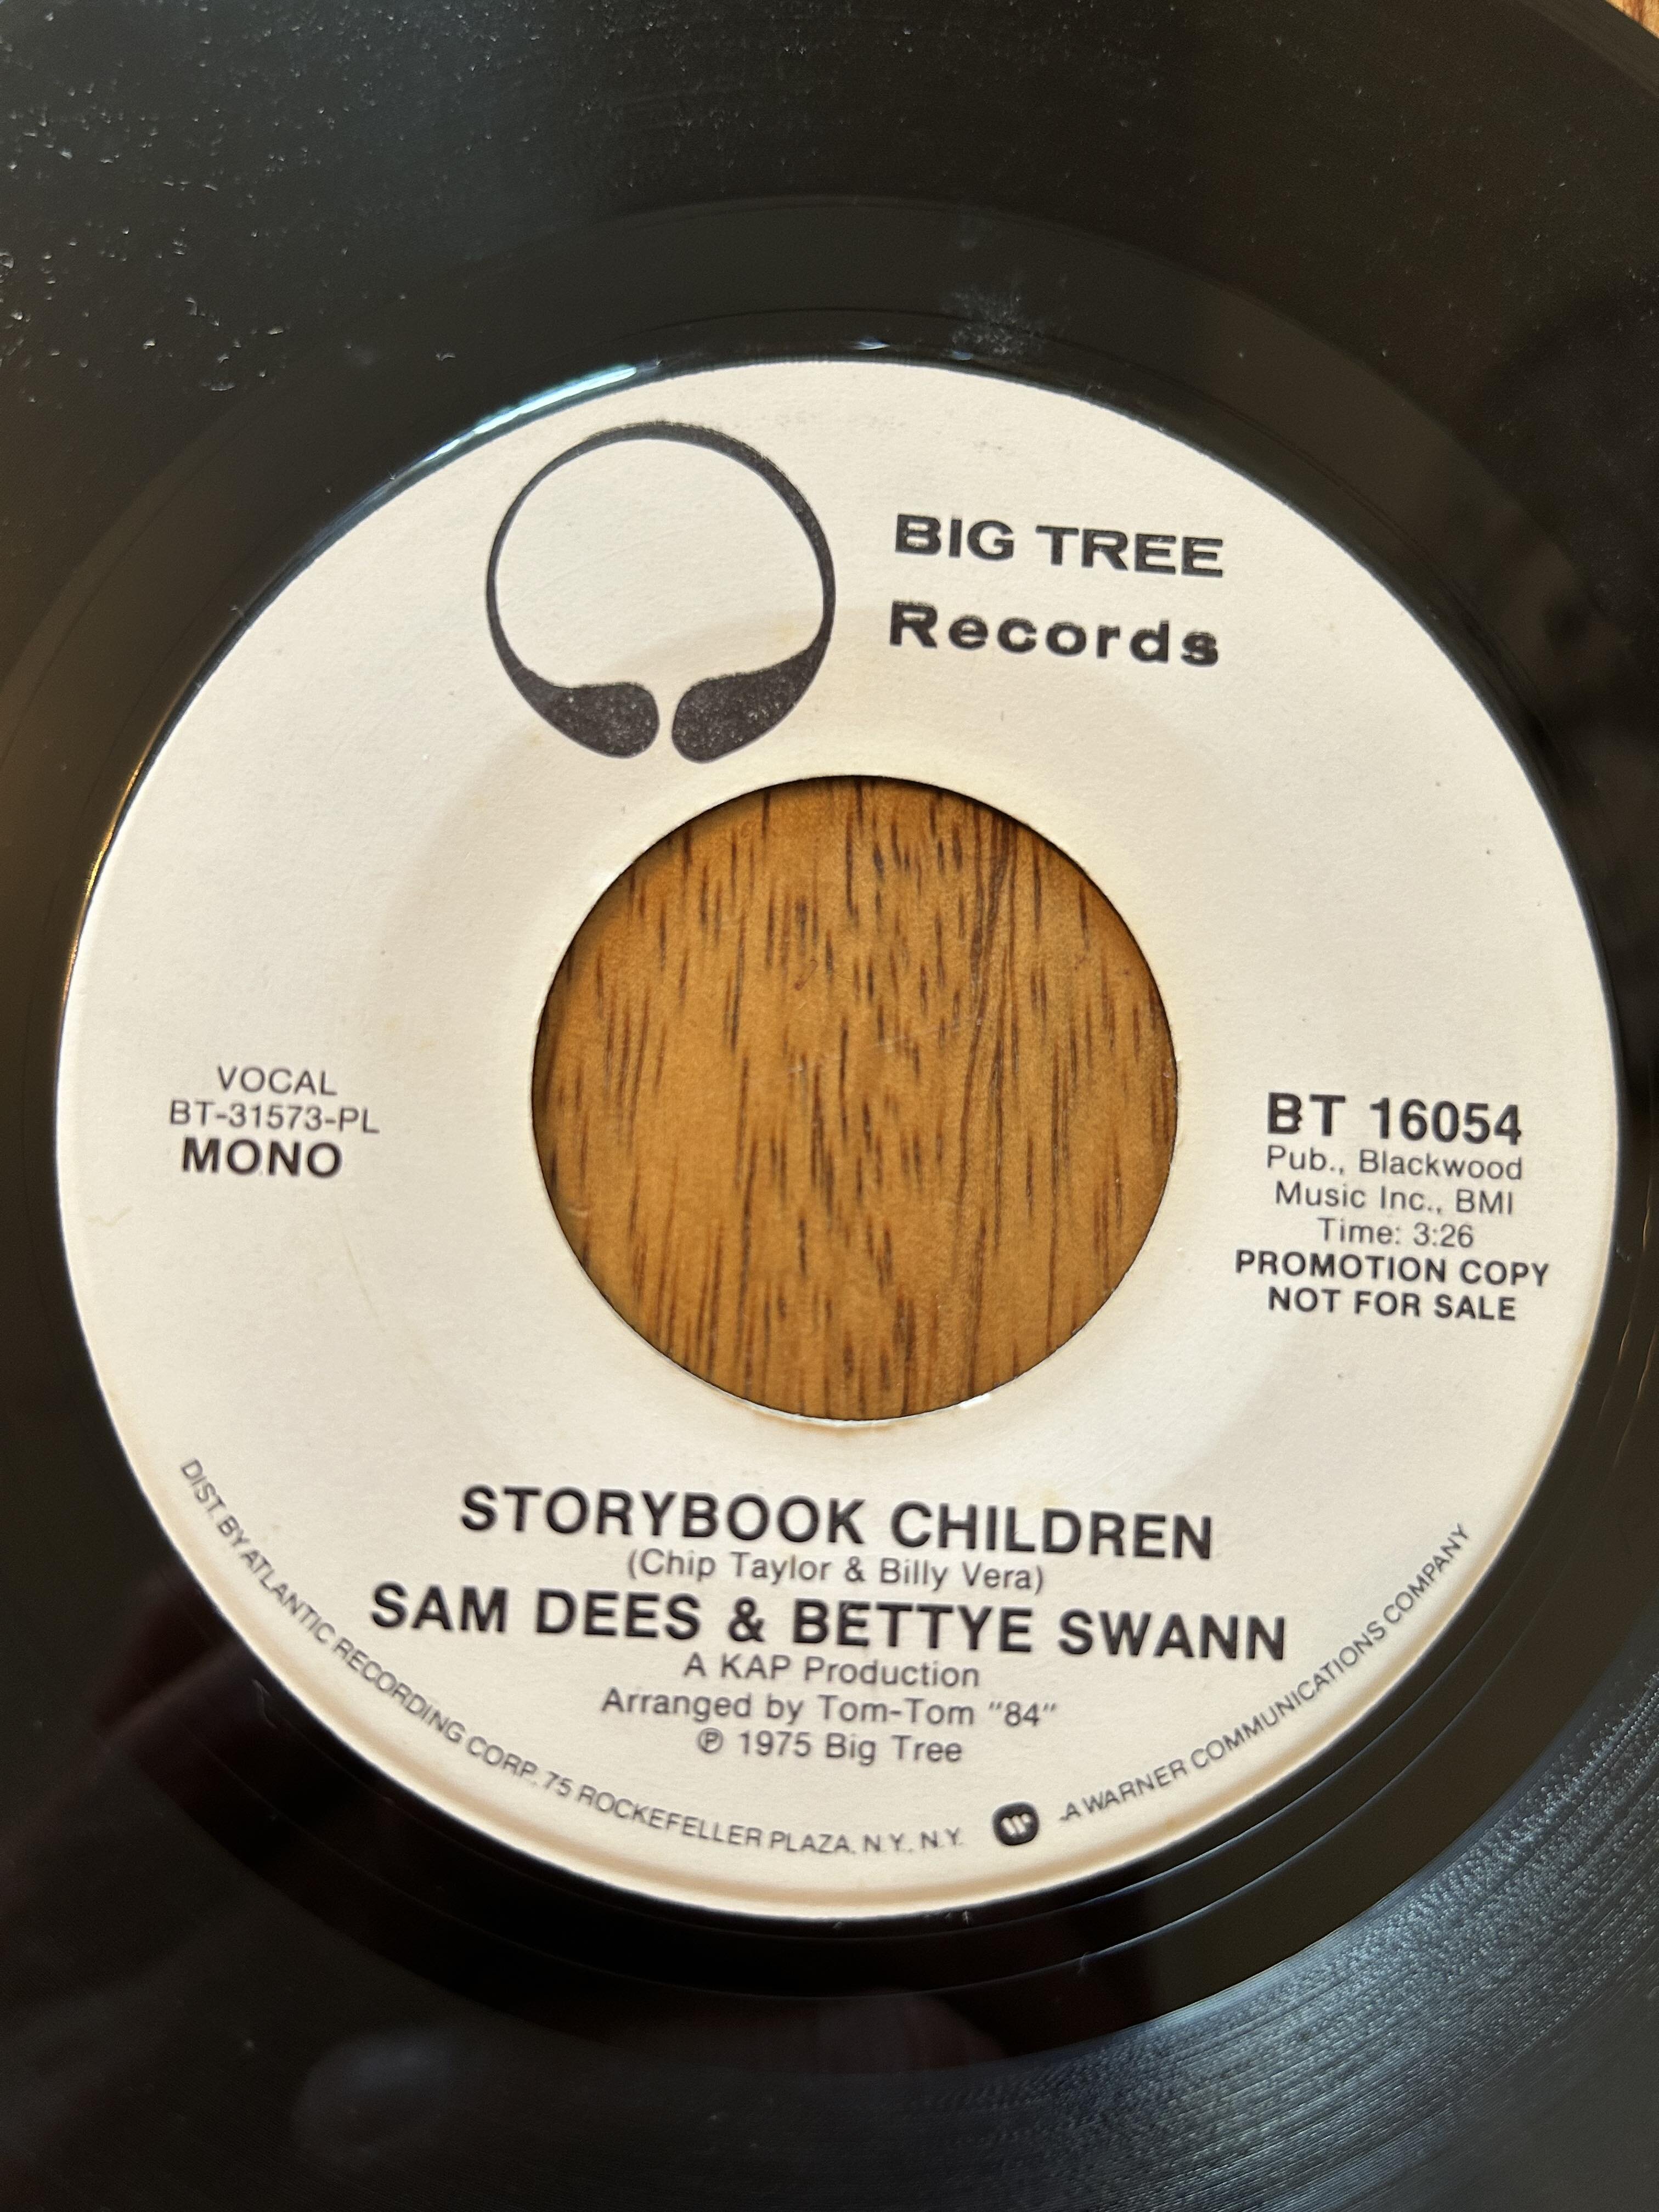 BIG TREE
Records
VOCAL
BT-31573-PL
MONO
BT 16054
Pub., Blackwood
Music Inc., BMI
Time: 3:26
PROMOTION COPY
NOT FOR SALE
STORYBOOK CHILDREN
(Chip Taylor & Billy Vera)
SAM DEES & BETTYE SWANN
A KAP Production
Arranged by Tom-Tom "84"
℗ 1975 Big Tree
DIST. BY ATLANTIC RECORDING CORP. 75 ROCKEFELLER PLAZA, N.Y., N.Y. A WARNER COMMUNICATIONS COMPANY